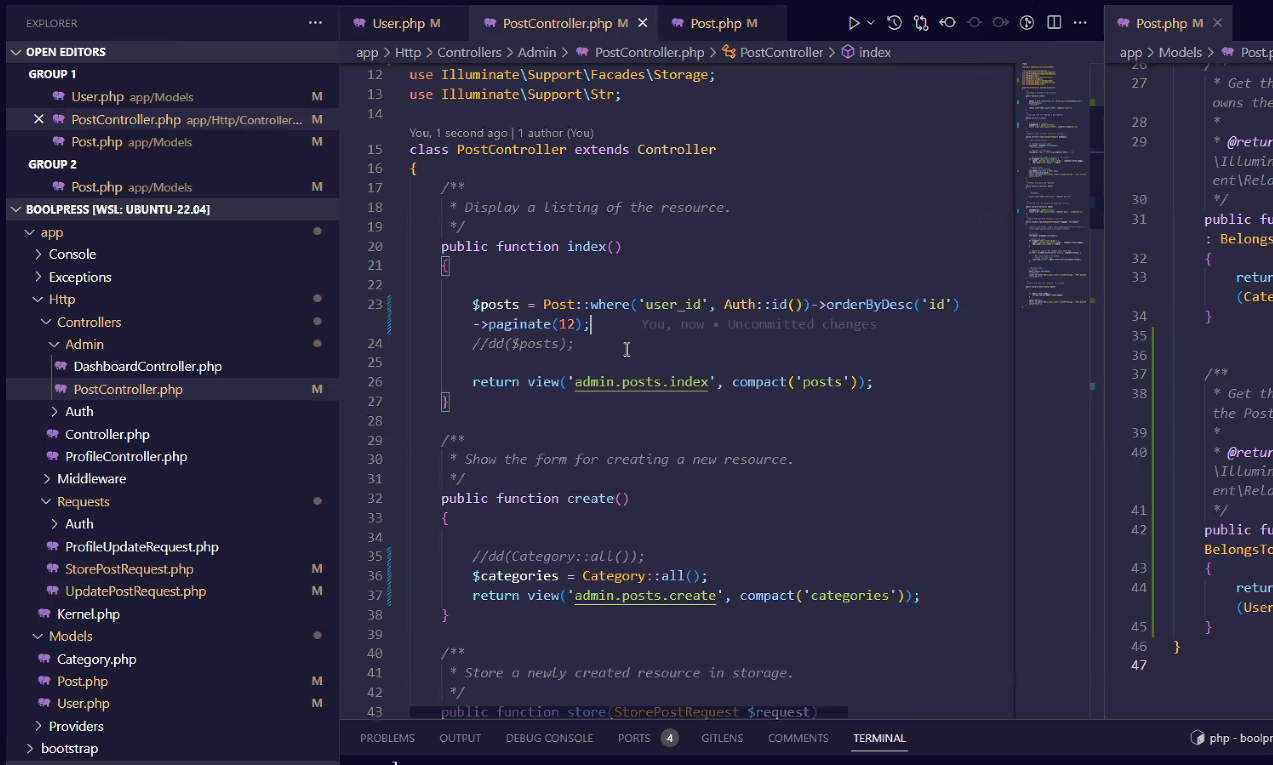 EXPLORER
OPEN EDITORS
GROUP 1
User.php app/Models M
PostController.php app/Http/Controller... M
Post.php app/Models M
GROUP 2
Post.php app/Models M
BOOLPRESS [WSL: UBUNTU-22.04]
app
Console
Exceptions
Http
Controllers
Admin
DashboardController.php
PostController.php M
Auth
Controller.php
ProfileController.php
Middleware
Requests
Auth
ProfileUpdateRequest.php
StorePostRequest.php M
UpdatePostRequest.php M
Kernel.php
Models
Category.php
Post.php M
User.php M
Providers
bootstrap
User.php M PostController.php M Post.php M
app > Http > Controllers > Admin > PostController.php > PostController > index
12 use Illuminate\Support\Facades\Storage;
13 use Illuminate\Support\Str;
14
You, 1 second ago | 1 author (You)
15 class PostController extends Controller
16 {
17 /**
18 * Display a listing of the resource.
19 */
20 public function index()
21 {
22
23 $posts = Post::where('user_id', Auth::id())->orderByDesc('id')
->paginate(12); You, now • Uncommitted changes
24 //dd($posts);
25
26 return view('admin.posts.index', compact('posts'));
27 }
28
29 /**
30 * Show the form for creating a new resource.
31 */
32 public function create()
33 {
34
35 //dd(Category::all());
36 $categories = Category::all();
37 return view('admin.posts.create', compact('categories'));
38 }
39
40 /**
41 * Store a newly created resource in storage.
42 */
43 public function store(StorePostRequest $request)
Post.php M
app > Models >
26 /**
27 * Get th
owns the
28 *
29 * @retur
\Illumin
ent\Rela
30 */
31 public fu
: Belongs
32 {
33 retur
(Cate
34 }
35
36
37 /**
38 * Get th
the Post
39 *
40 * @retur
\Illumin
ent\Rela
41 */
42 public fu
BelongsTo
43 {
44 retur
(User
45 }
46 }
47
PROBLEMS OUTPUT DEBUG CONSOLE PORTS 4 GITLENS COMMENTS TERMINAL
php - boolpr